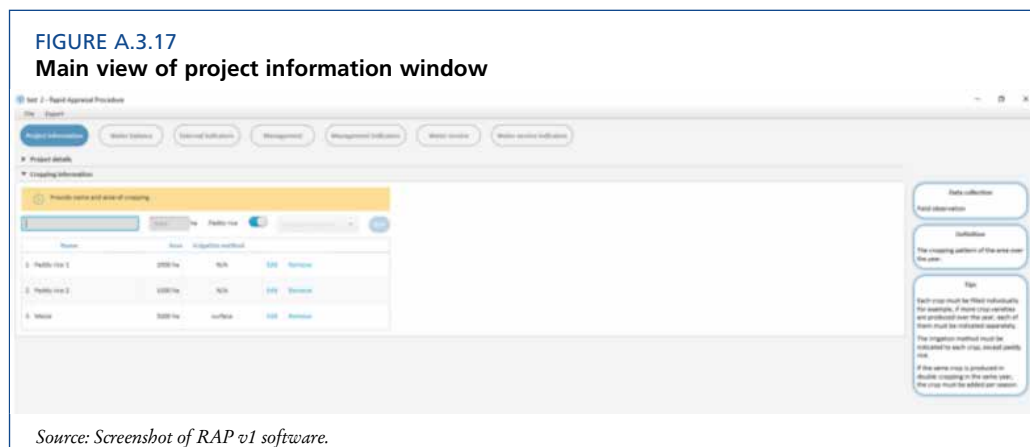 FIGURE A.3.17
Main view of project information window
test 2 - Rapid Appraisal Procedure
File Export
Project information Water balance External Indicators Management Management Indicators Water service Water service indicators
Project details
Cropping information
Provide name and area of cropping
ha Paddy rice
Name Area Irrigation method
1 Paddy rice 1 ha N/A Edit Remove
2 Paddy rice 2 ha N/A Edit Remove
3 Maize ha surface Edit Remove
Data collection
Field observation
Definition
The cropping pattern of the area over
the year.
Tips
Each crop must be filled individually.
For example, if more crop varieties
are produced over the year, each of
them must be indicated separately.
The irrigation method must be
indicated to each crop, except paddy
rice.
If the same crop is produced in
double cropping in the same year,
the crop must be added per season.
Source: Screenshot of RAP v1 software.